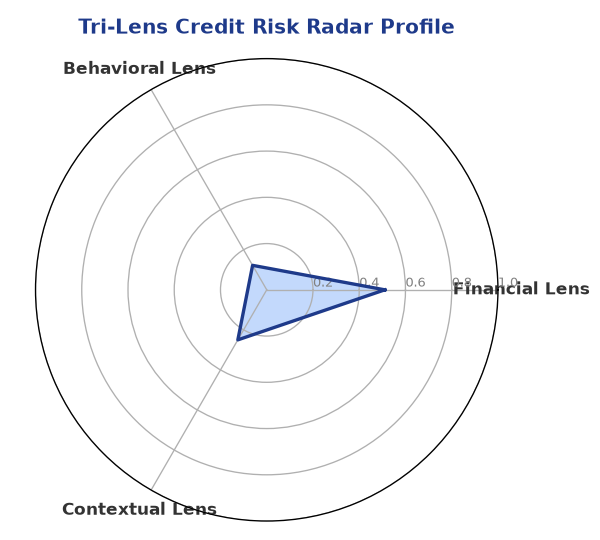 Tri-Lens Credit Risk Radar Profile
Behavioral Lens
0.2 0.4 0.6 0.8 1.0
Financial Lens
Contextual Lens